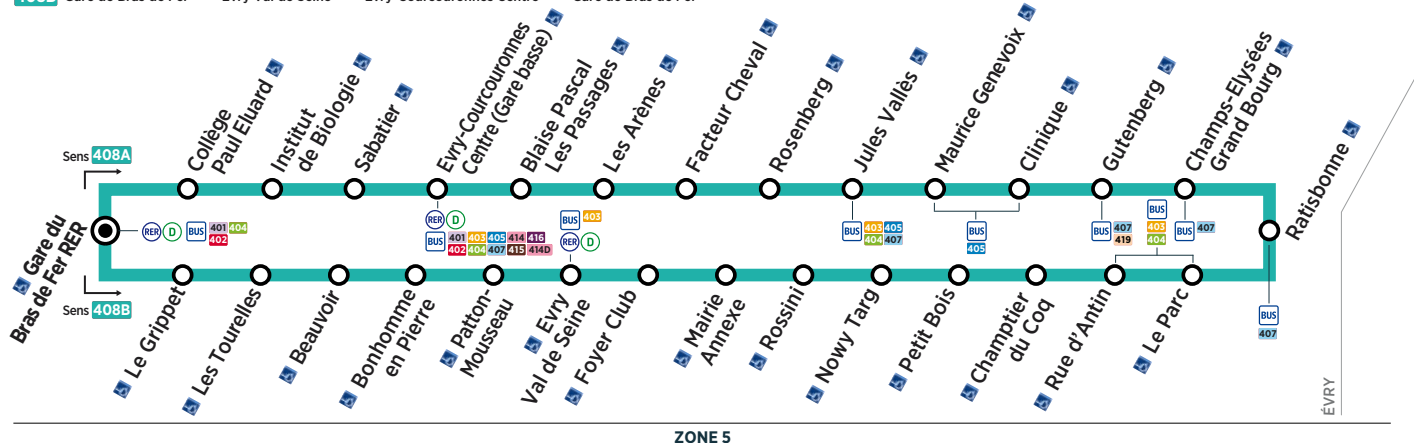 408B Gare de Bras de Fer Evry Val de Seine Evry-Courcouronnes Centre Gare de Bras de Fer
Sens 408A
Collège
Paul Eluard
Institut
de Biologie
Sabatier
Evry-Courcouronnes
Centre (Gare basse)
Blaise Pascal
Les Passages
Les Arènes
Facteur Cheval
Rosenberg
Jules Vallès
Maurice Genevoix
Clinique
Gutenberg
Champs-Elysées
Grand Bourg
Ratisbonne
Gare du
Bras de Fer RER
RER D BUS 401 404
402
RER D
BUS 401 403 405 414 416
402 404 407 415 414D
BUS 403
RER D
BUS 403 405
404 407
BUS
405
BUS 407
419
BUS
403
404
BUS 407
BUS
407
Sens 408B
Le Grippet
Les Tourelles
Beauvoir
Bonhomme
en Pierre
Patton-
Mousseau
Evry
Val de Seine
Foyer Club
Mairie
Annexe
Rossini
Nowy Targ
Petit Bois
Champtier
du Coq
Rue d'Antin
Le Parc
ÉVRY
ZONE 5